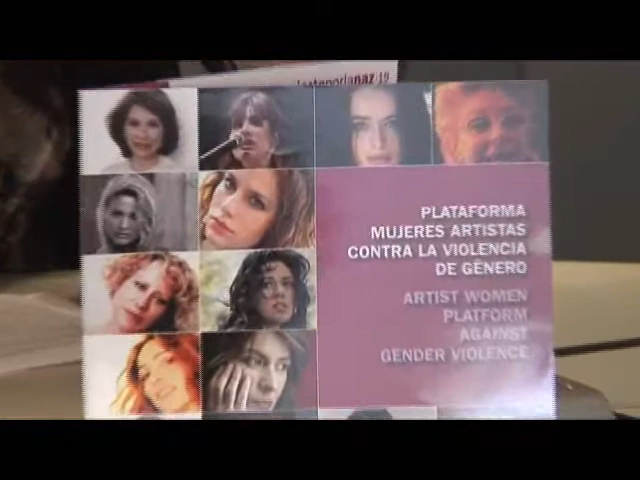 PLATAFORMA
MUJERES ARTISTAS
CONTRA LA VIOLENCIA
DE GÉNERO
ARTIST WOMEN
PLATFORM
AGAINST
GENDER VIOLENCE